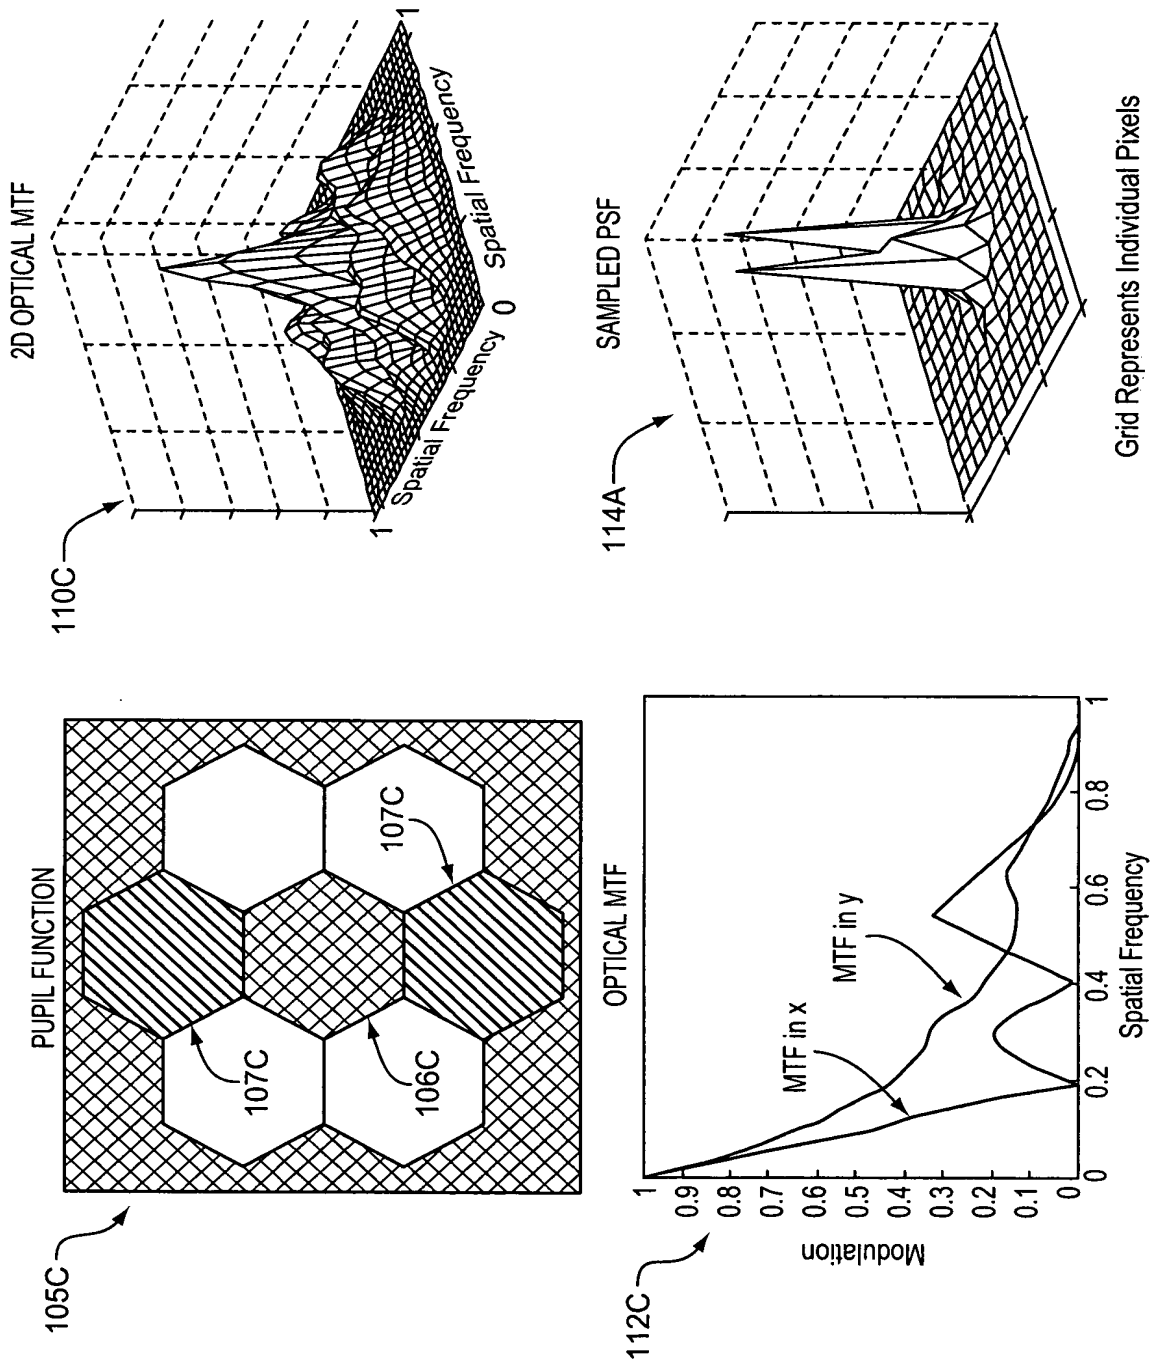 105C
PUPIL FUNCTION
107C
106C
107C
110C
2D OPTICAL MTF
1
Spatial Frequency
0
Spatial Frequency
1
112C
OPTICAL MTF
Modulation
1
0.9
0.8
0.7
0.6
0.5
0.4
0.3
0.2
0.1
0
MTF in x
MTF in y
0
0.2
0.4
0.6
0.8
1
Spatial Frequency
114A
SAMPLED PSF
Grid Represents Individual Pixels